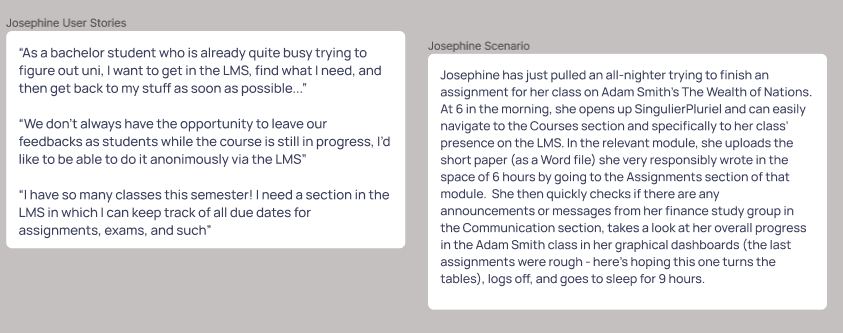 Josephine User Stories
“As a bachelor student who is already quite busy trying to
figure out uni, I want to get in the LMS, find what I need, and
then get back to my stuff as soon as possible...”
“We don’t always have the opportunity to leave our
feedbacks as students while the course is still in progress, I’d
like to be able to do it anonimously via the LMS”
“I have so many classes this semester! I need a section in the
LMS in which I can keep track of all due dates for
assignments, exams, and such”
Josephine Scenario
Josephine has just pulled an all-nighter trying to finish an
assignment for her class on Adam Smith’s The Wealth of Nations.
At 6 in the morning, she opens up SingulierPluriel and can easily
navigate to the Courses section and specifically to her class’
presence on the LMS. In the relevant module, she uploads the
short paper (as a Word file) she very responsibly wrote in the
space of 6 hours by going to the Assignments section of that
module. She then quickly checks if there are any
announcements or messages from her finance study group in
the Communication section, takes a look at her overall progress
in the Adam Smith class in her graphical dashboards (the last
assignments were rough - here’s hoping this one turns the
tables), logs off, and goes to sleep for 9 hours.